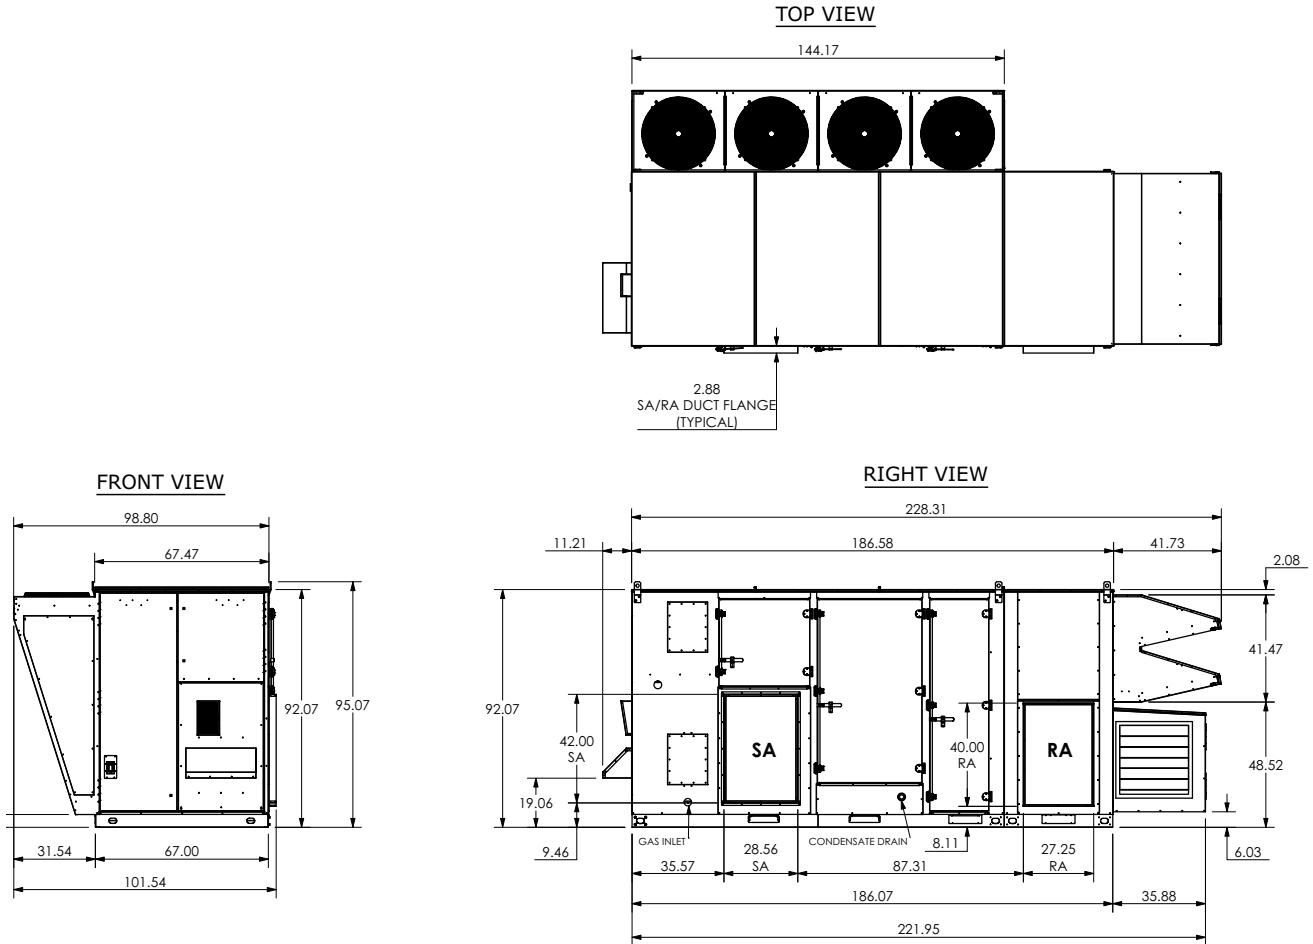 TOP VIEW
144.17
2.88
SA/RA DUCT FLANGE
(TYPICAL)
FRONT VIEW
98.80
67.47
92.07
95.07
31.54
67.00
101.54
RIGHT VIEW
228.31
11.21
186.58
41.73
2.08
92.07
42.00
SA
19.06
9.46
SA
40.00
RA
RA
41.47
48.52
GAS INLET
CONDENSATE DRAIN
8.11
6.03
35.57
28.56
SA
87.31
27.25
RA
186.07
35.88
221.95